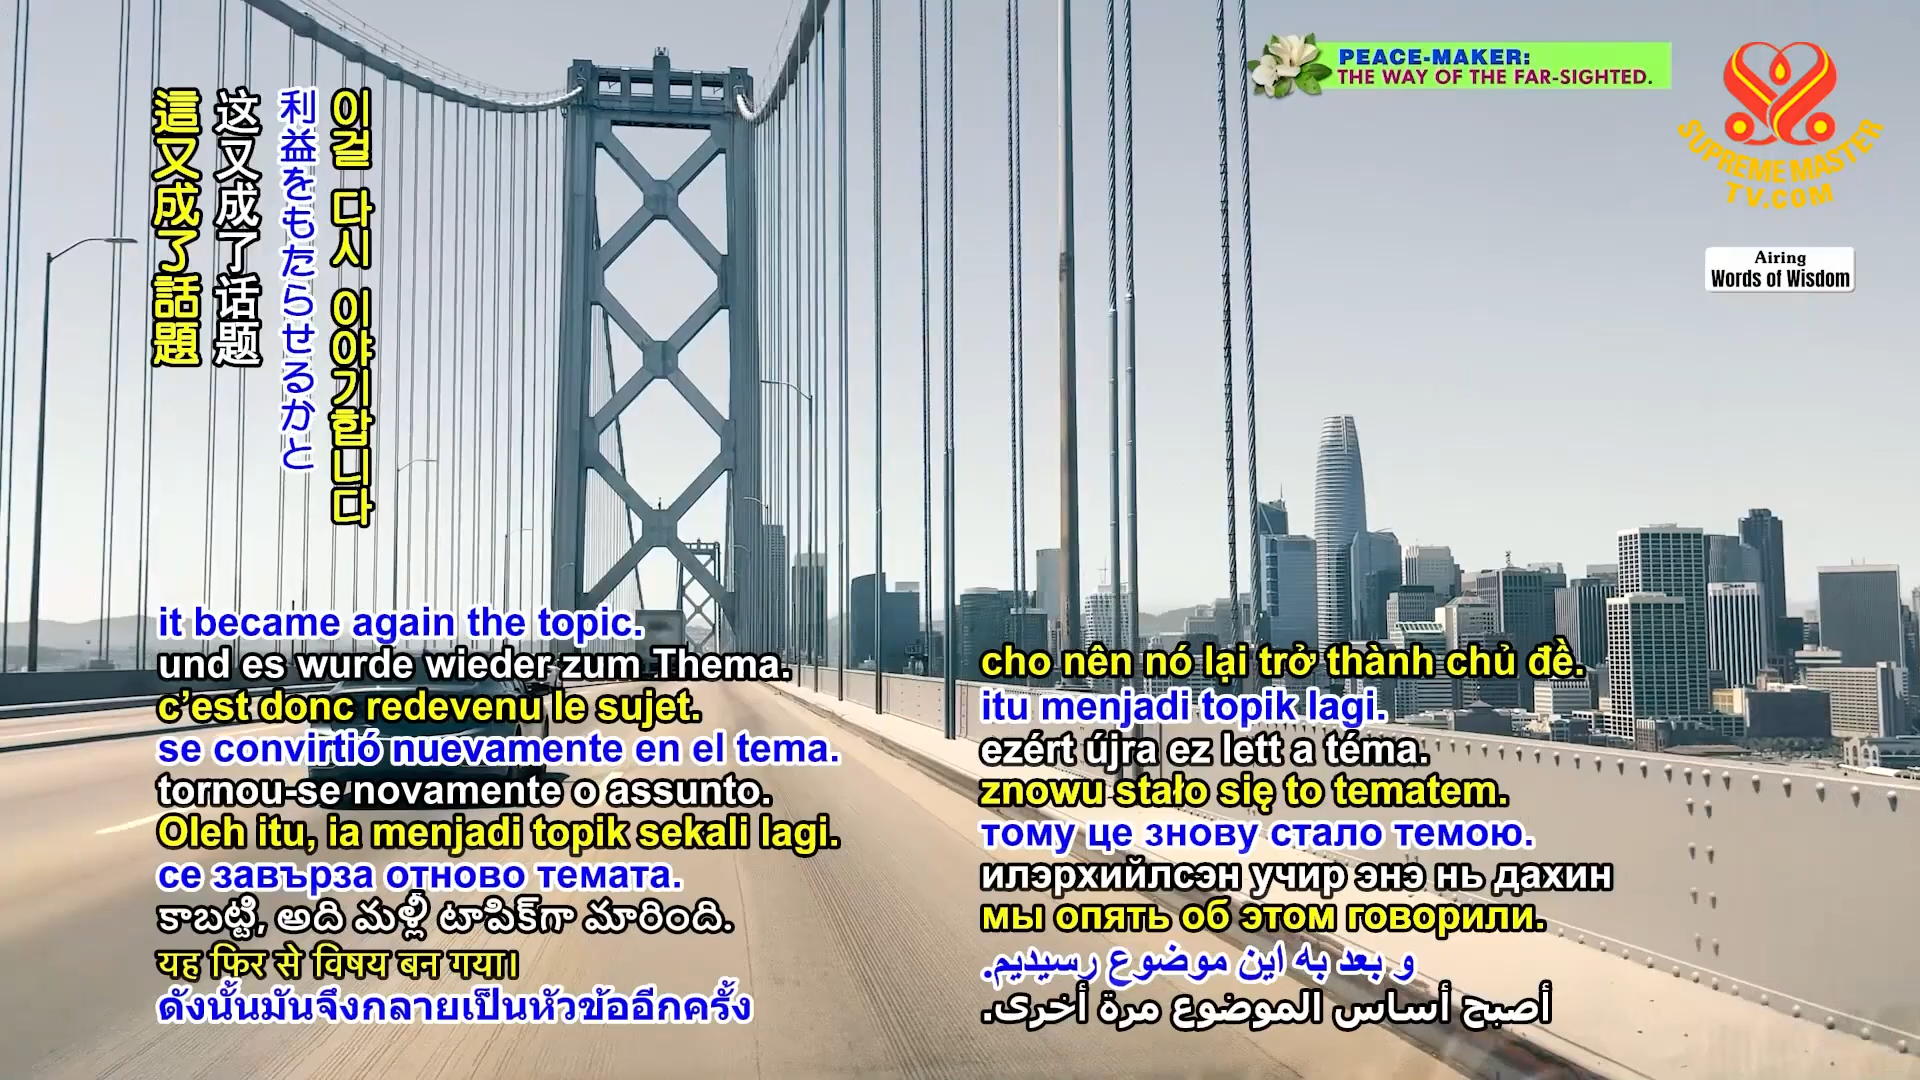 PEACE-MAKER:
THE WAY OF THE FAR-SIGHTED.
SUPREME MASTER
TV.COM
Airing
Words of Wisdom
這又成了話題
这又成了话题
利益をもたらせるかと
이걸 다시 이야기합니다
it became again the topic.
und es wurde wieder zum Thema.
c’est donc redevenu le sujet.
se convirtió nuevamente en el tema.
tornou-se novamente o assunto.
Oleh itu, ia menjadi topik sekali lagi.
се завърза отново темата.
కాబట్టి, అది మళ్లీ టాపిక్‌గా మారింది.
यह फिर से विषय बन गया।
ดังนั้นมันจึงกลายเป็นหัวข้ออีกครั้ง
cho nên nó lại trở thành chủ đề.
itu menjadi topik lagi.
ezért újra ez lett a téma.
znowu stało się to tematem.
тому це знову стало темою.
илэрхийлсэн учир энэ нь дахин
мы опять об этом говорили.
و بعد به این موضوع رسیدیم.
أصبح أساس الموضوع مرة أخرى.